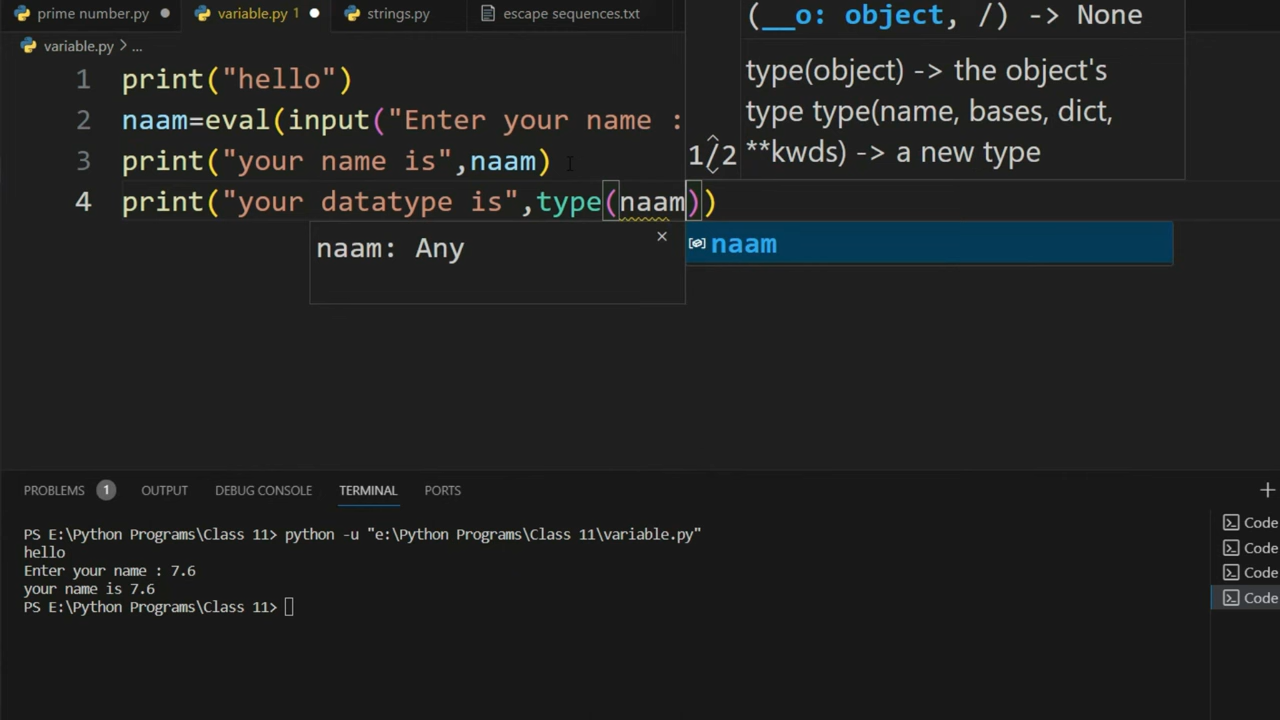 prime number.py
variable.py 1
strings.py
escape sequences.txt
variable.py > ...
(__o: object, /) -> None
type(object) -> the object's
type type(name, bases, dict,
**kwds) -> a new type
1/2
1 print("hello")
2 naam=eval(input("Enter your name :
3 print("your name is",naam)
4 print("your datatype is",type(naam))
naam: Any
naam
PROBLEMS 1 OUTPUT DEBUG CONSOLE TERMINAL PORTS
PS E:\Python Programs\Class 11> python -u "e:\Python Programs\Class 11\variable.py"
hello
Enter your name : 7.6
your name is 7.6
PS E:\Python Programs\Class 11>
Code
Code
Code
Code